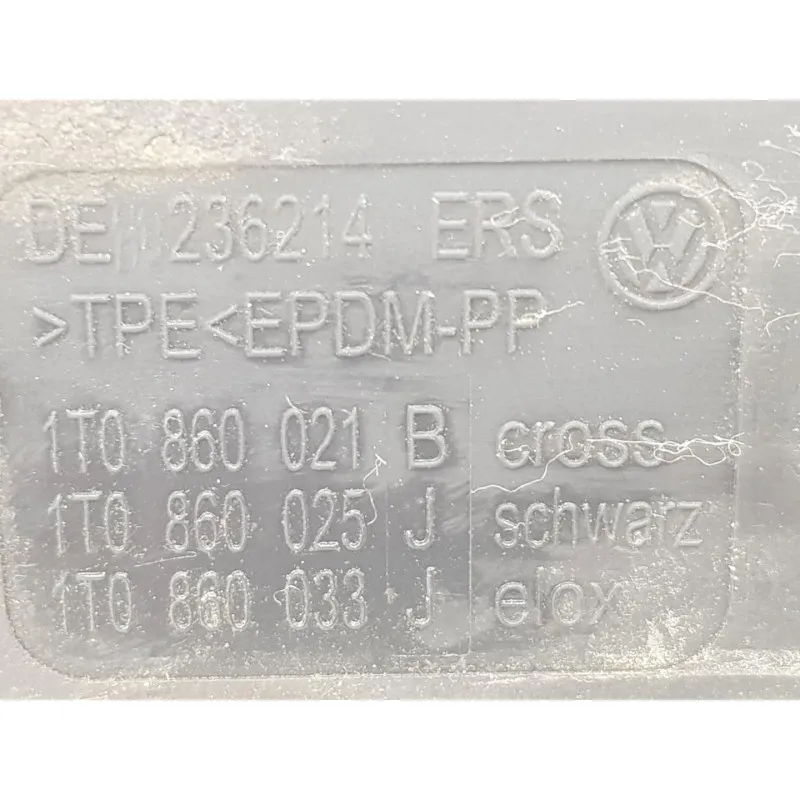 DE 236214 ERS
>TPE<EPDM-PP
1T0 860 021 B cross
1T0 860 025 J schwarz
1T0 860 033 J elox